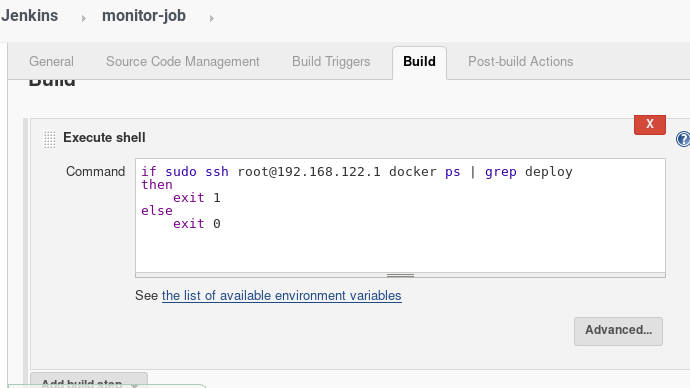 Jenkins › monitor-job ›
General Source Code Management Build Triggers Build Post-build Actions
Build
X
Execute shell ?
Command
if sudo ssh root@192.168.122.1 docker ps | grep deploy
then
    exit 1
else
    exit 0
See the list of available environment variables
Advanced...
Add build step